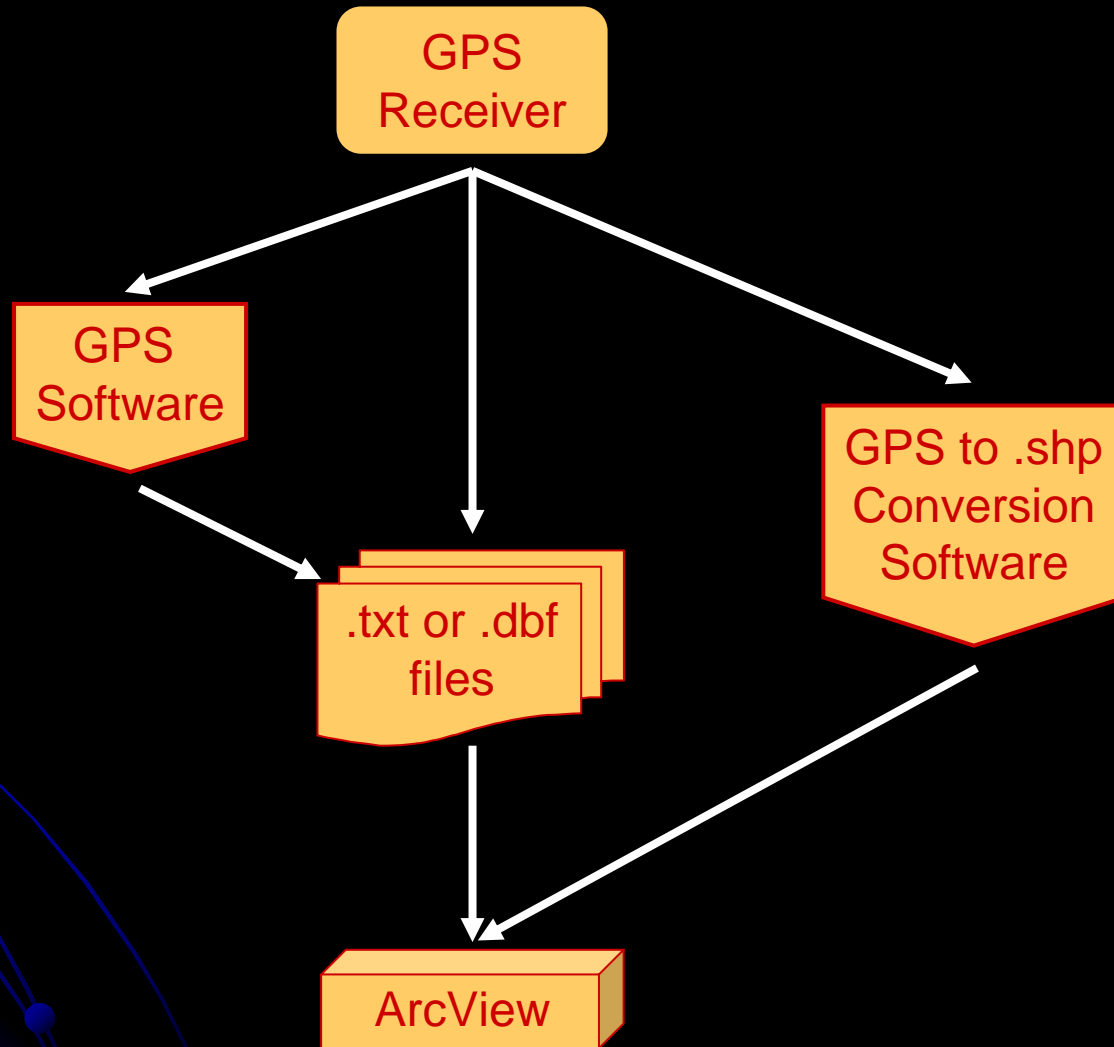 GPS
Receiver
GPS
Software
GPS to .shp
Conversion
Software
.txt or .dbf
files
ArcView